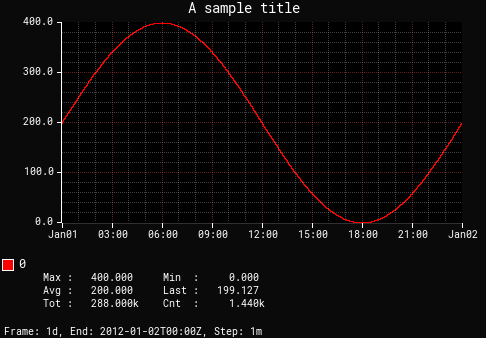 A sample title
400.0
300.0
200.0
100.0
0.0
Jan01 03:00 06:00 09:00 12:00 15:00 18:00 21:00 Jan02
0
Max : 400.000 Min : 0.000
Avg : 200.000 Last : 199.127
Tot : 288.000k Cnt : 1.440k
Frame: 1d, End: 2012-01-02T00:00Z, Step: 1m